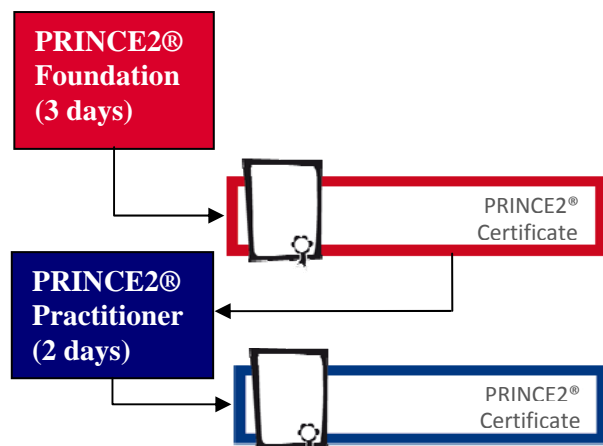 PRINCE2®
Foundation
(3 days)
PRINCE2®
Certificate
PRINCE2®
Practitioner
(2 days)
PRINCE2®
Certificate